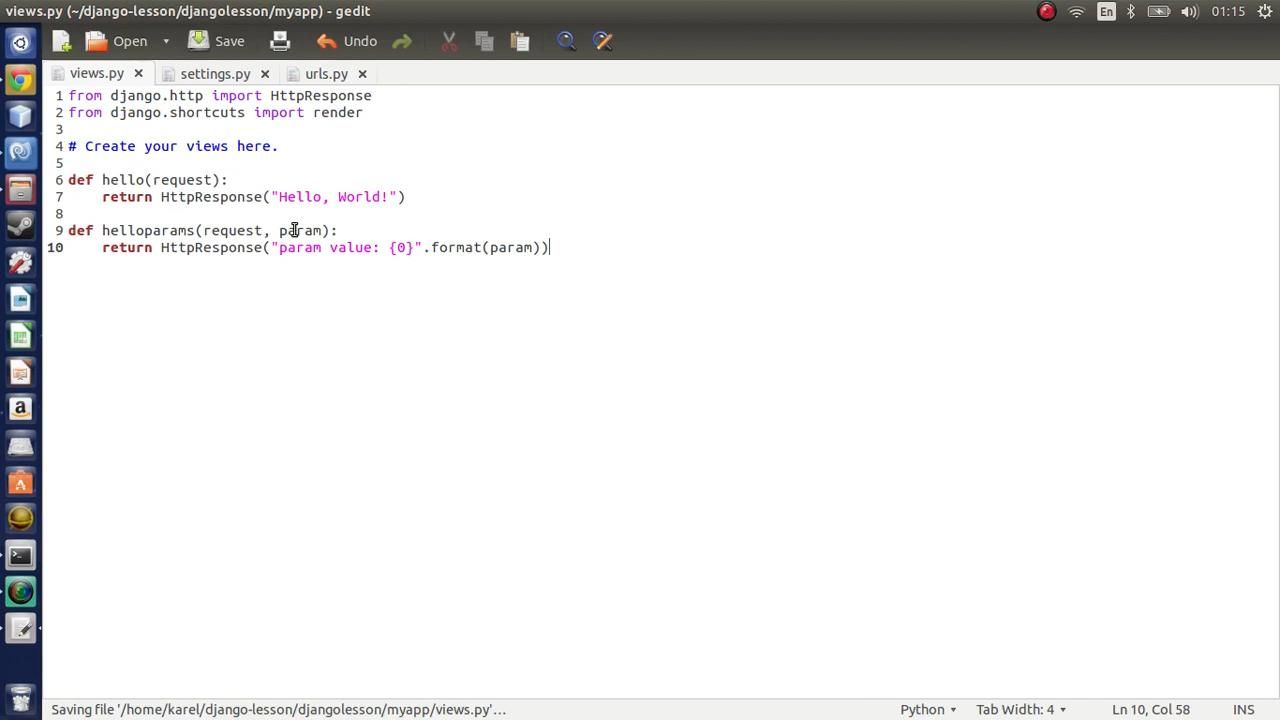 views.py (~/django-lesson/djangolesson/myapp) - gedit
En
01:15
Open
Save
Undo
views.py
settings.py
urls.py
1 from django.http import HttpResponse
2 from django.shortcuts import render
3
4 # Create your views here.
5
6 def hello(request):
7     return HttpResponse("Hello, World!")
8
9 def helloparams(request, param):
10     return HttpResponse("param value: {0}".format(param))
a
Saving file '/home/karel/django-lesson/djangolesson/myapp/views.py'…
Python
Tab Width: 4
Ln 10, Col 58
INS